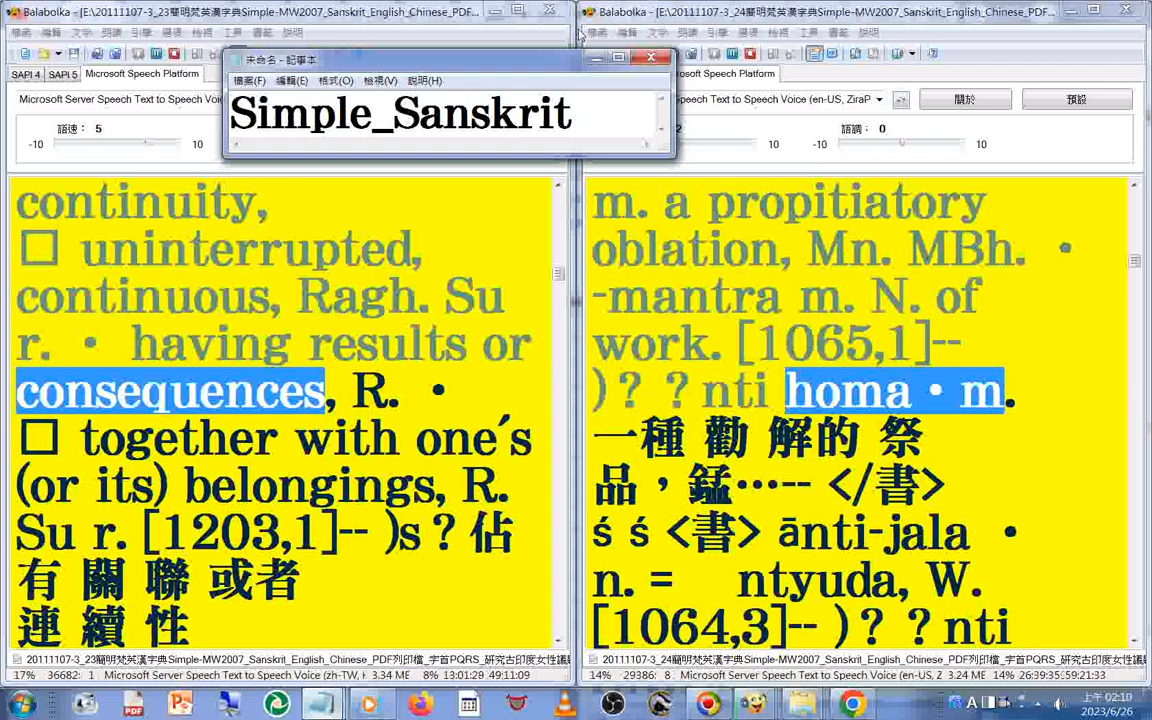 Balabolka - [E:\20111107-3_23簡明梵英漢字典Simple-MW2007_Sanskrit_English_Chinese_PDF...
Balabolka - [E:\20111107-3_24簡明梵英漢字典Simple-MW2007_Sanskrit_English_Chinese_PDF...
未命名 - 記事本
檔案(F) 編輯(E) 格式(O) 檢視(V) 說明(H)
Simple_Sanskrit
SAPI 4 SAPI 5 Microsoft Speech Platform
Speech Platform
Microsoft Server Speech Text to Speech Voi
Speech Text to Speech Voice (en-US, ZiraP
關於
預設
語速： 5
-10 10
2
10
語調： 0
-10 10
continuity,
□ uninterrupted,
continuous, Ragh. Su
r. • having results or
consequences, R. •
□ together with one's
(or its) belongings, R.
Su r. [1203,1]-- )s？佔
有 關 聯 或者
連 續 性
m. a propitiatory
oblation, Mn. MBh. •
-mantra m. N. of
work. [1065,1]--
)？？nti homa • m.
一種 勸 解的 祭
品，錳…-- </書>
ś ś <書> ānti-jala •
n. = ntyuda, W.
[1064,3]-- )？？nti
20111107-3_23簡明梵英漢字典Simple-MW2007_Sanskrit_English_Chinese_PDF列印檔_字首PQRS_研究古印度女性議
20111107-3_24簡明梵英漢字典Simple-MW2007_Sanskrit_English_Chinese_PDF列印檔_字首PQRS_研究古印度女性議
17% 36682: 1 Microsoft Server Speech Text to Speech Voice (zh-TW, H 3.34 ME 8% 13:01:29 49:11:09
14% 29386: 8 Microsoft Server Speech Text to Speech Voice (en-US, Z 3.24 ME 14% 26:39:35 59:21:33
上午 02:10
2023/6/26